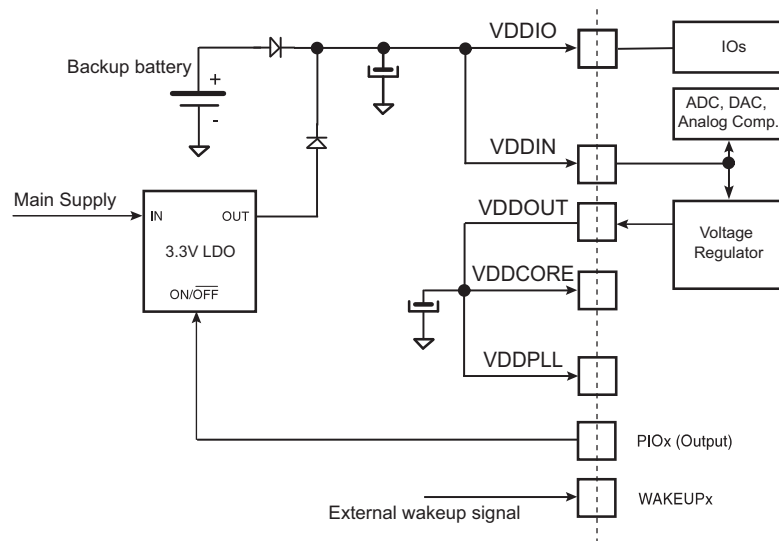 VDDIO
IOs
Backup battery
+
-
ADC, DAC,
Analog Comp.
VDDIN
Main Supply
IN
OUT
3.3V LDO
ON/OFF
VDDOUT
Voltage
Regulator
VDDCORE
VDDPLL
PIOx (Output)
External wakeup signal
WAKEUPx